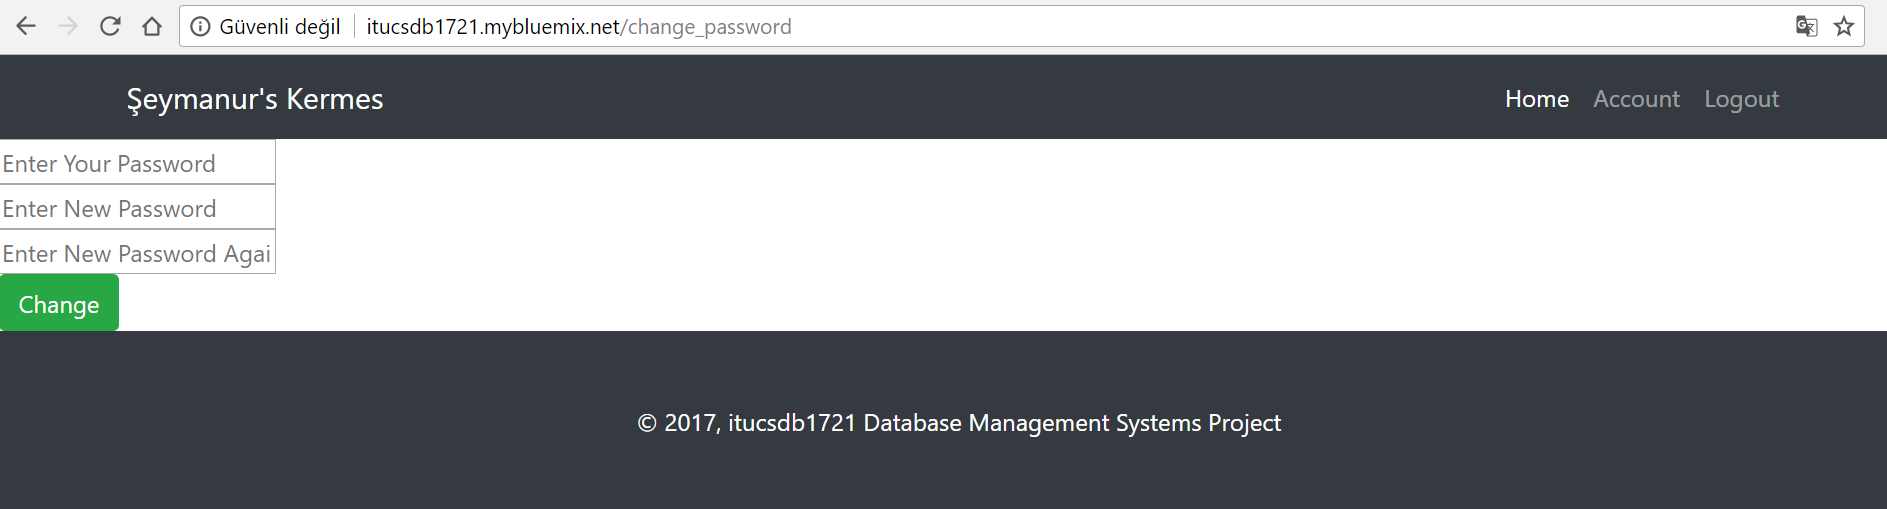 Güvenli değil itucsdb1721.mybluemix.net/change_password
Şeymanur's Kermes Home Account Logout
Enter Your Password
Enter New Password
Enter New Password Agai
Change
© 2017, itucsdb1721 Database Management Systems Project